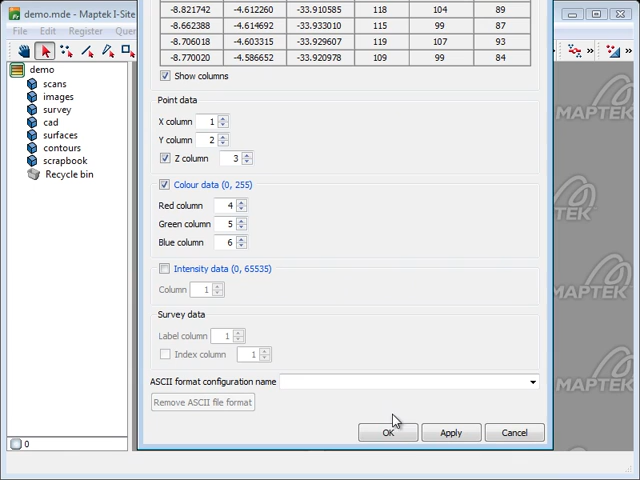 demo.mde - Maptek I-Site
File Edit Register Quer
demo
scans
images
survey
cad
surfaces
contours
scrapbook
Recycle bin
0
-8.821742 -4.612260 -33.910585 118 104 89
-8.662388 -4.614692 -33.933010 115 99 87
-8.706018 -4.603315 -33.929607 119 107 93
-8.770020 -4.586652 -33.920978 109 99 84
Show columns
Point data
X column 1
Y column 2
Z column 3
Colour data (0, 255)
Red column 4
Green column 5
Blue column 6
Intensity data (0, 65535)
Column 1
Survey data
Label column 1
Index column 1
ASCII format configuration name
Remove ASCII file format
OK Apply Cancel
MAPTEK
TEK
MAPTEK
MAPTEK